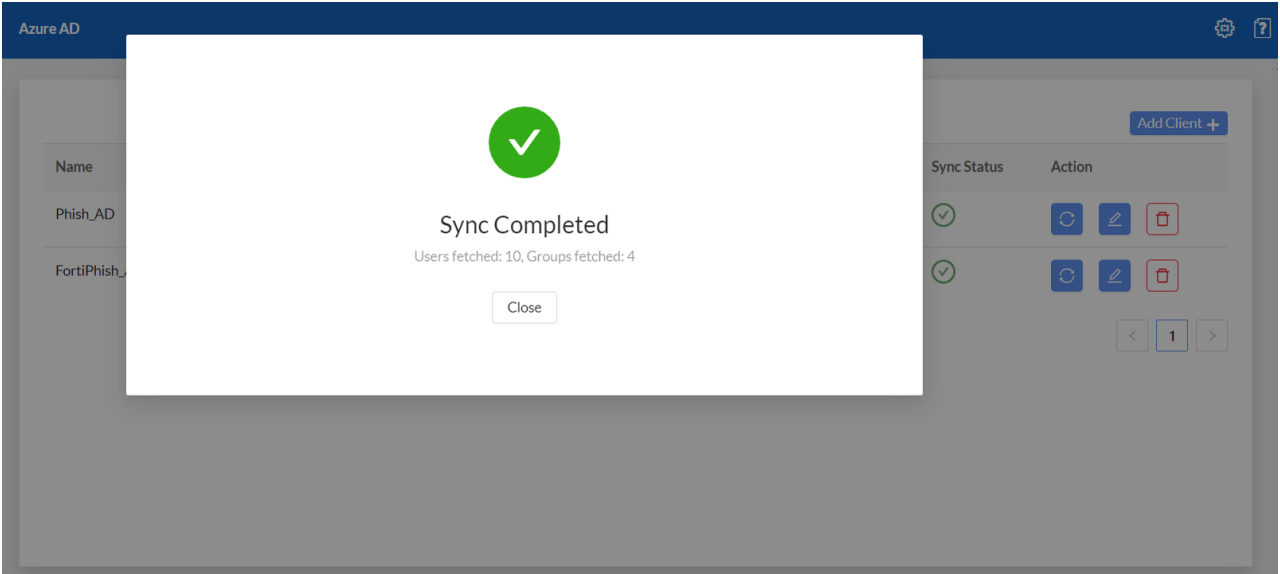 Azure AD
Add Client
Name Sync Status Action
Phish_AD
FortiPhish_
Sync Completed
Users fetched: 10, Groups fetched: 4
Close
< 1 >